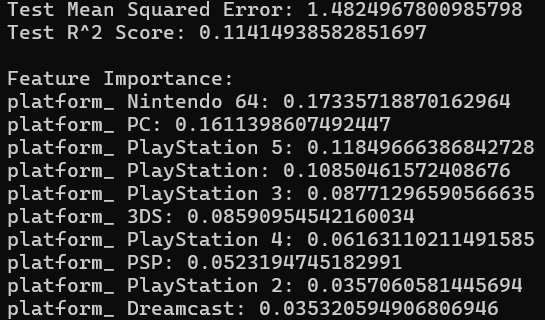 Test Mean Squared Error: 1.4824967800985798
Test R^2 Score: 0.11414938582851697
Feature Importance:
platform_ Nintendo 64: 0.17335718870162964
platform_ PC: 0.1611398607492447
platform_ PlayStation 5: 0.11849666386842728
platform_ PlayStation: 0.10850461572408676
platform_ PlayStation 3: 0.08771296590566635
platform_ 3DS: 0.08590954542160034
platform_ PlayStation 4: 0.06163110211491585
platform_ PSP: 0.0523194745182991
platform_ PlayStation 2: 0.0357060581445694
platform_ Dreamcast: 0.035320594906806946